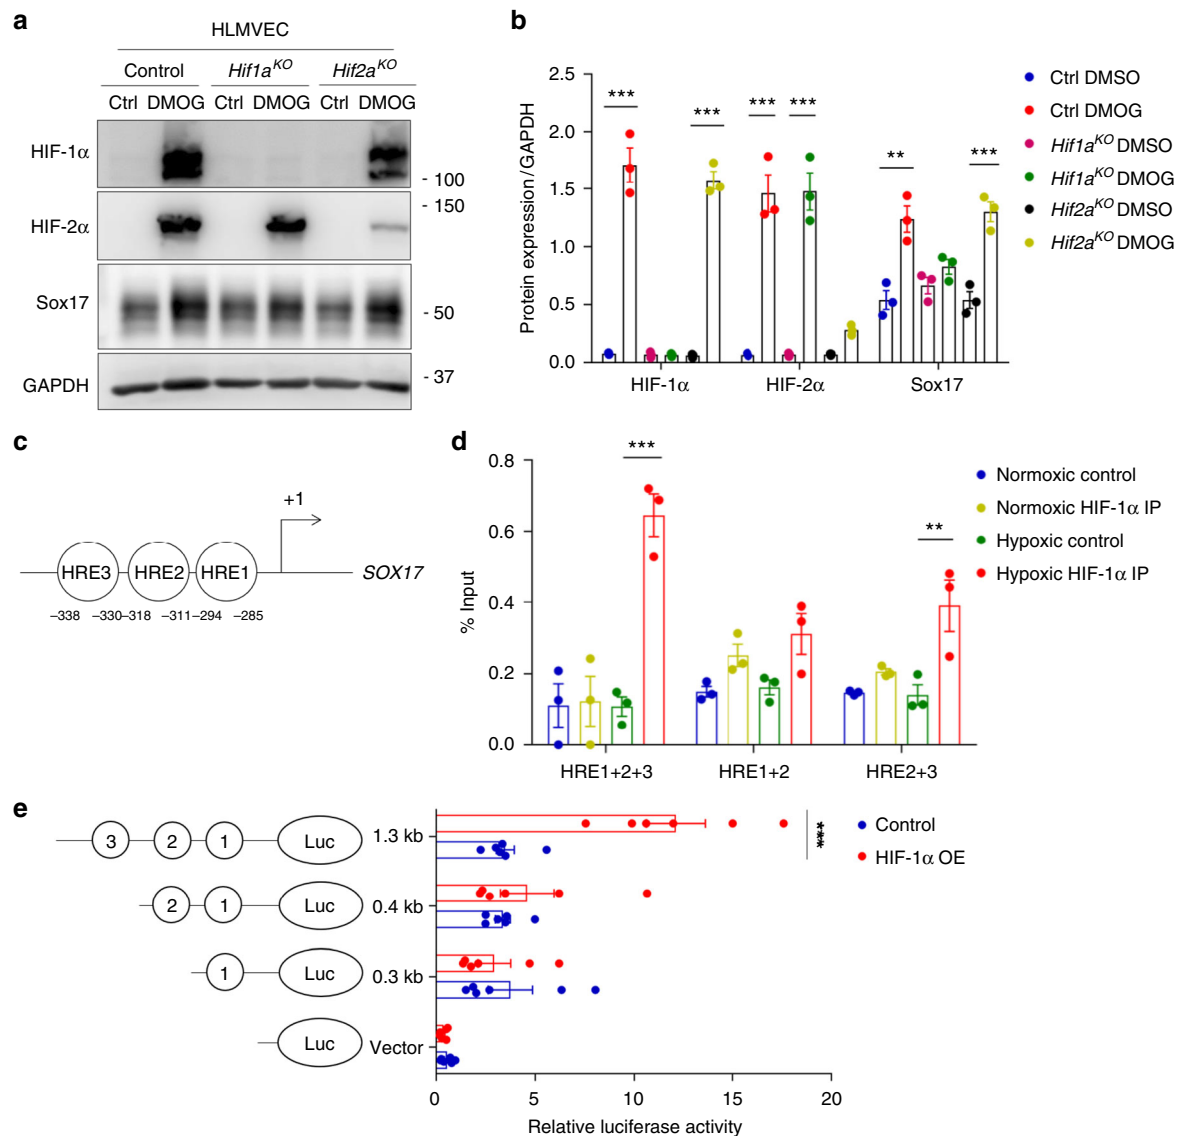 a
HLMVEC
Control Hif1aKO Hif2aKO
Ctrl DMOG Ctrl DMOG Ctrl DMOG
HIF-1α
- 100
- 150
HIF-2α
Sox17
- 50
GAPDH
- 37
b
Protein expression/GAPDH
2.5
2.0
1.5
1.0
0.5
0.0
*** *** *** *** ** ***
HIF-1α HIF-2α Sox17
Ctrl DMSO
Ctrl DMOG
Hif1aKO DMSO
Hif1aKO DMOG
Hif2aKO DMSO
Hif2aKO DMOG
c
+1
HRE3 HRE2 HRE1
SOX17
–338 –330 –318 –311 –294 –285
d
% Input
0.8
0.6
0.4
0.2
0.0
*** **
HRE1+2+3 HRE1+2 HRE2+3
Normoxic control
Normoxic HIF-1α IP
Hypoxic control
Hypoxic HIF-1α IP
e
3 2 1 Luc 1.3 kb
2 1 Luc 0.4 kb
1 Luc 0.3 kb
Luc Vector
***
Control
HIF-1α OE
0 5 10 15 20
Relative luciferase activity